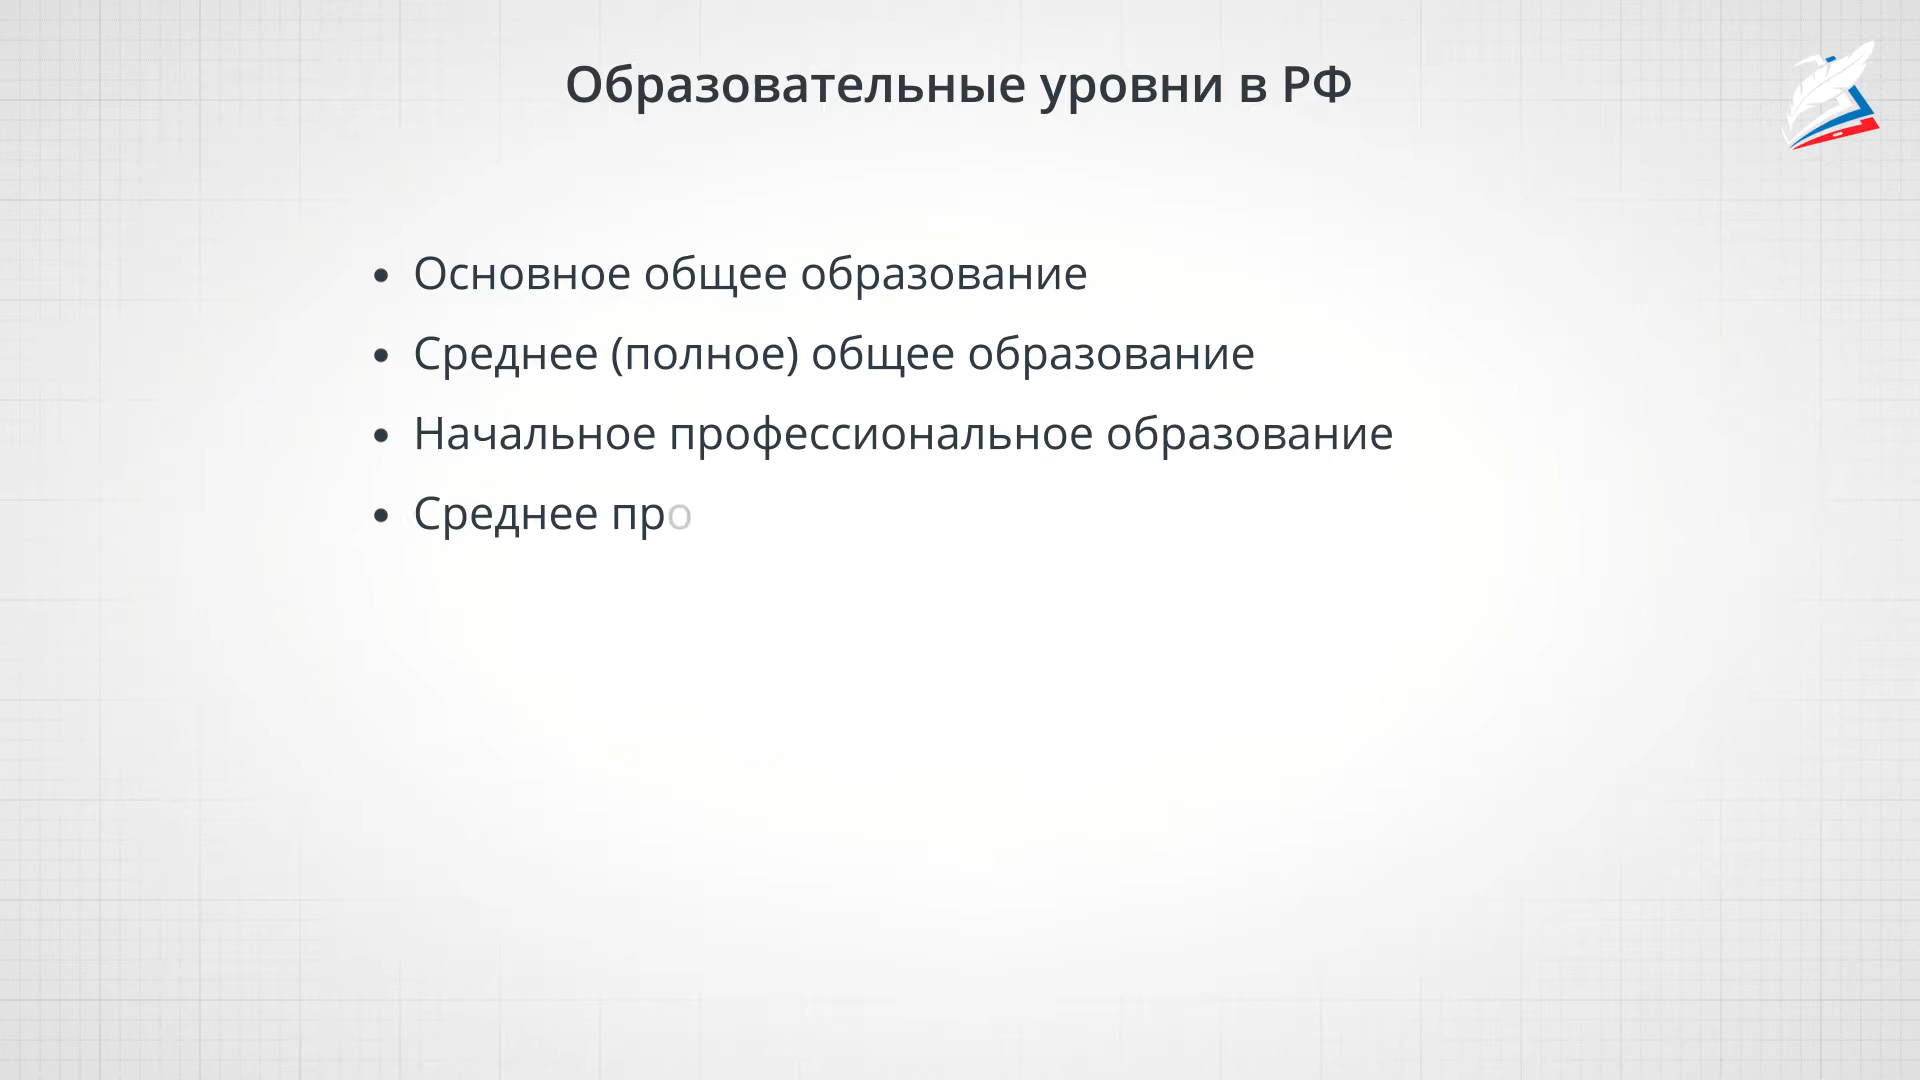 Образовательные уровни в РФ
• Основное общее образование
• Среднее (полное) общее образование
• Начальное профессиональное образование
• Среднее про